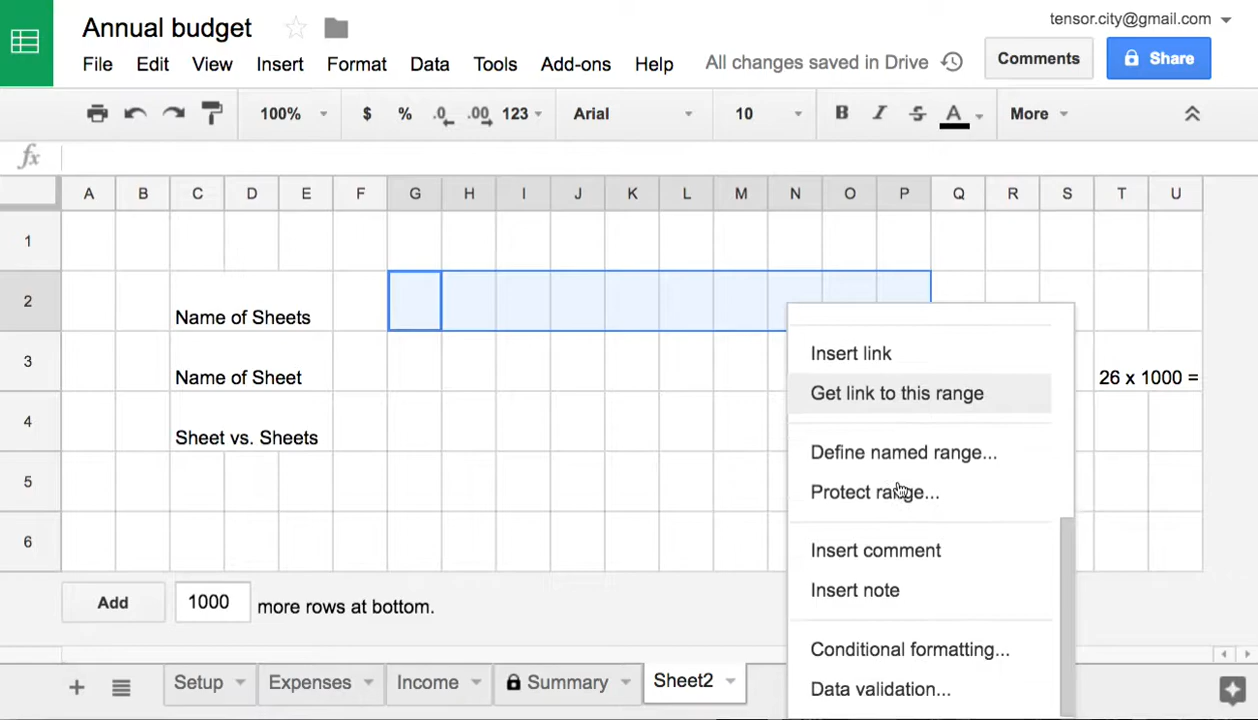 Annual budget
tensor.city@gmail.com
File Edit View Insert Format Data Tools Add-ons Help All changes saved in Drive Comments Share
100% $ % .0 .00 123 Arial 10 B I S A More
fx
A B C D E F G H I J K L M N O P Q R S T U
1
2 Name of Sheets
3 Name of Sheet 26 x 1000 =
4 Sheet vs. Sheets
5
6
Insert link
Get link to this range
Define named range...
Protect range...
Insert comment
Insert note
Conditional formatting...
Data validation...
Add 1000 more rows at bottom.
+ Setup Expenses Income Summary Sheet2